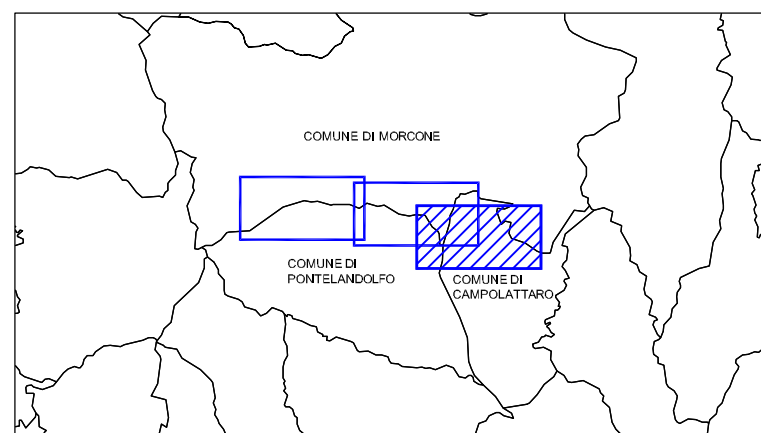 COMUNE DI MORCONE
COMUNE DI
PONTELANDOLFO
COMUNE DI
CAMPOLATTARO